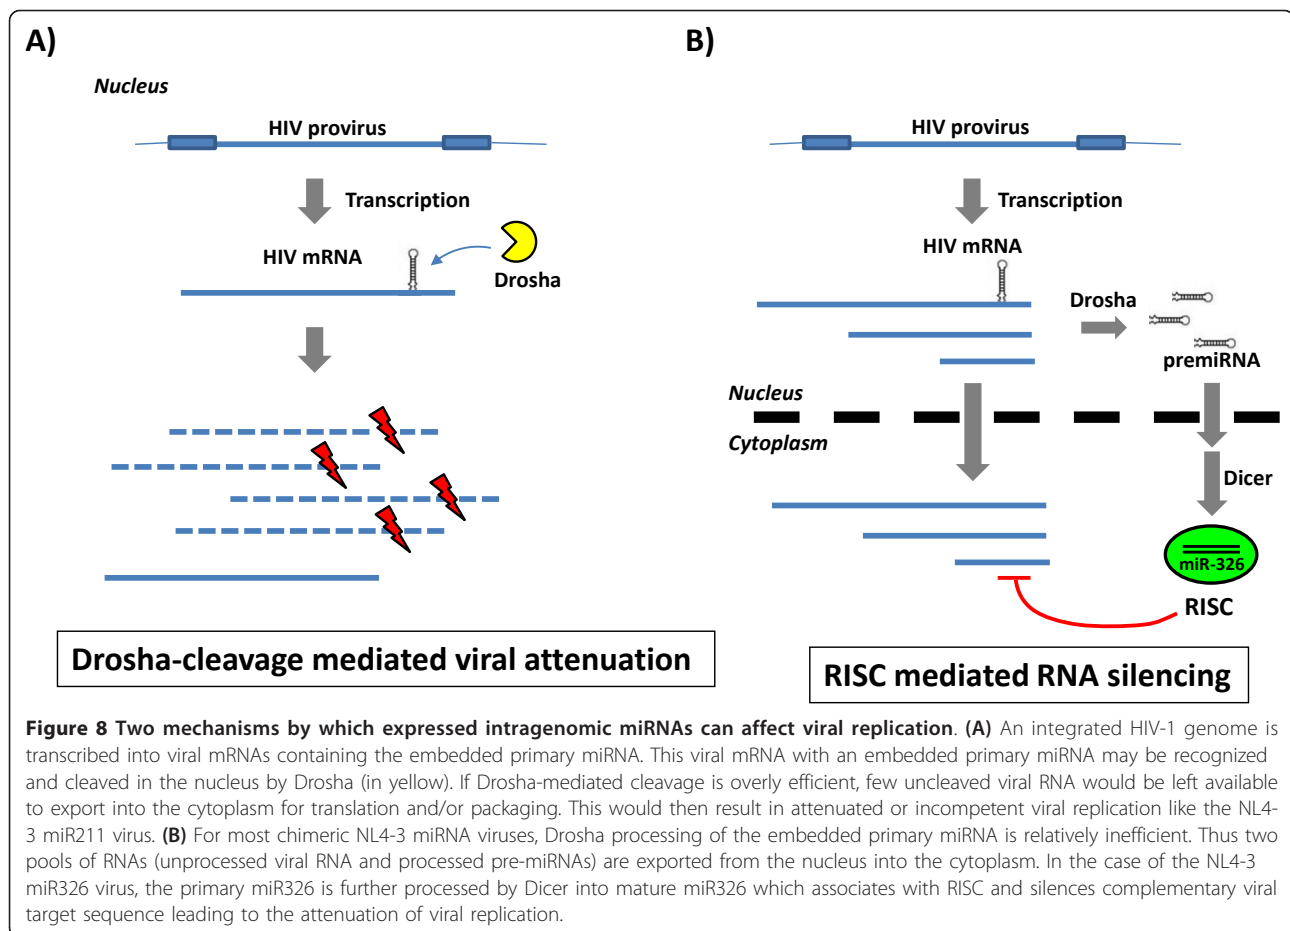 A)
Nucleus
HIV provirus
Transcription
HIV mRNA
Drosha
Drosha-cleavage mediated viral attenuation
B)
HIV provirus
Transcription
HIV mRNA
Drosha
premiRNA
Nucleus
Cytoplasm
Dicer
miR-326
RISC
RISC mediated RNA silencing
Figure 8 Two mechanisms by which expressed intragenomic miRNAs can affect viral replication. (A) An integrated HIV-1 genome is
transcribed into viral mRNAs containing the embedded primary miRNA. This viral mRNA with an embedded primary miRNA may be recognized
and cleaved in the nucleus by Drosha (in yellow). If Drosha-mediated cleavage is overly efficient, few uncleaved viral RNA would be left available
to export into the cytoplasm for translation and/or packaging. This would then result in attenuated or incompetent viral replication like the NL4-
3 miR211 virus. (B) For most chimeric NL4-3 miRNA viruses, Drosha processing of the embedded primary miRNA is relatively inefficient. Thus two
pools of RNAs (unprocessed viral RNA and processed pre-miRNAs) are exported from the nucleus into the cytoplasm. In the case of the NL4-3
miR326 virus, the primary miR326 is further processed by Dicer into mature miR326 which associates with RISC and silences complementary viral
target sequence leading to the attenuation of viral replication.